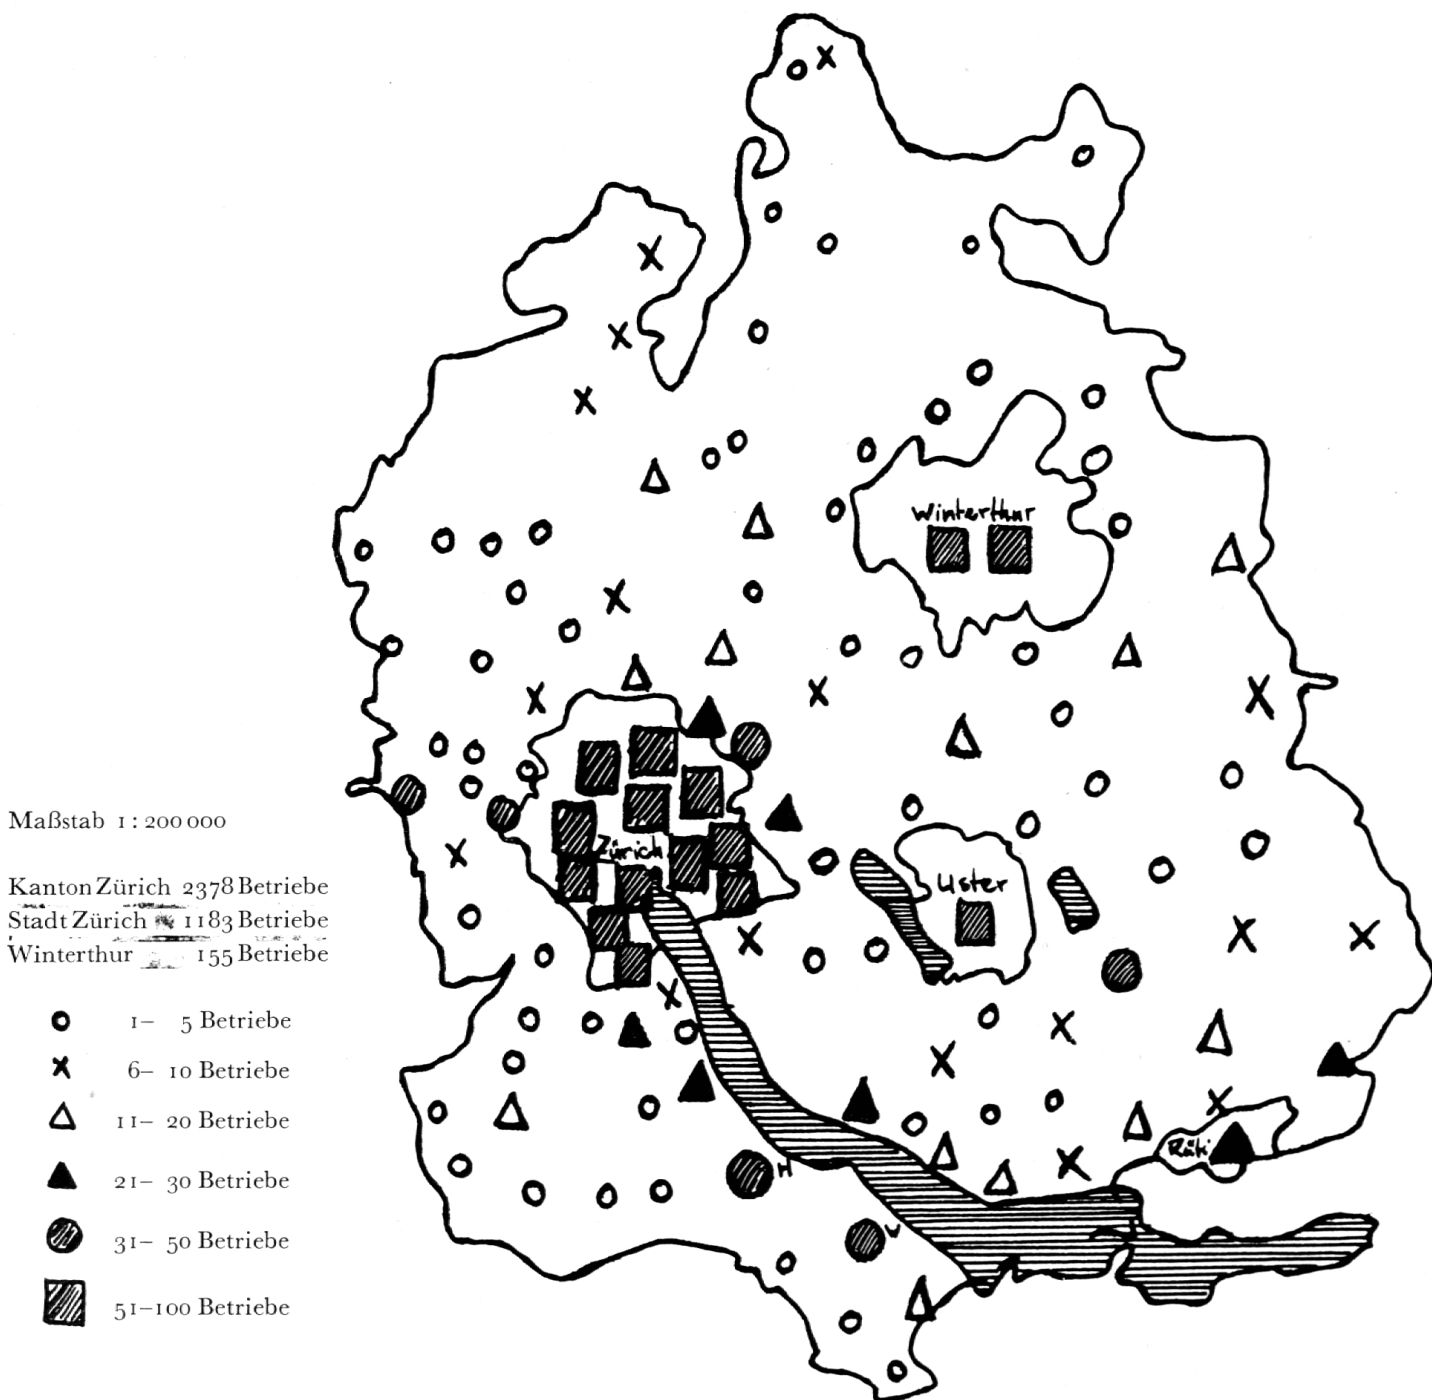 Winterthur
Zürich
Uster
Rüti
H
W
Maßstab 1:200 000
Kanton Zürich 2378 Betriebe
Stadt Zürich 1183 Betriebe
Winterthur 155 Betriebe
1– 5 Betriebe
6– 10 Betriebe
11– 20 Betriebe
21– 30 Betriebe
31– 50 Betriebe
51–100 Betriebe